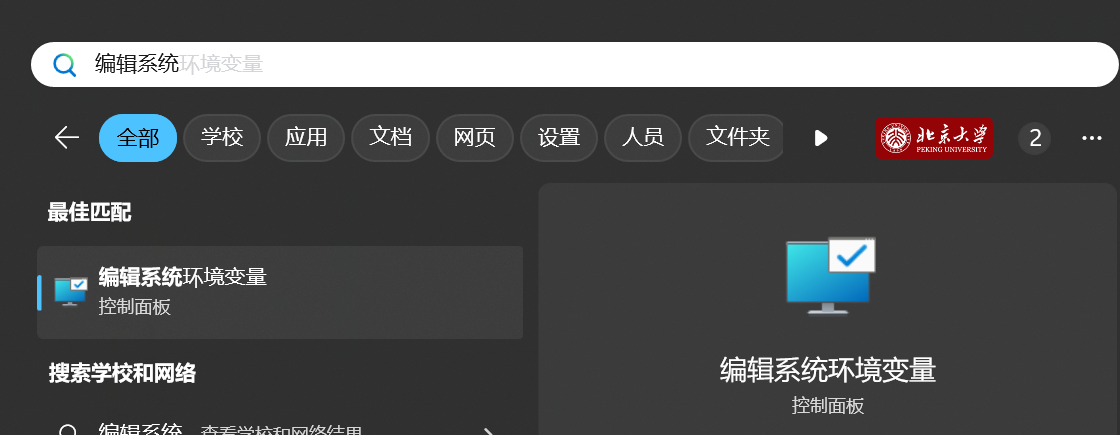 编辑系统环境变量
全部 学校 应用 文档 网页 设置 人员 文件夹 北京大学 PEKING UNIVERSITY 2
最佳匹配
编辑系统环境变量
控制面板
编辑系统环境变量
控制面板
搜索学校和网络
编辑系统 - 查看学校和网络结果